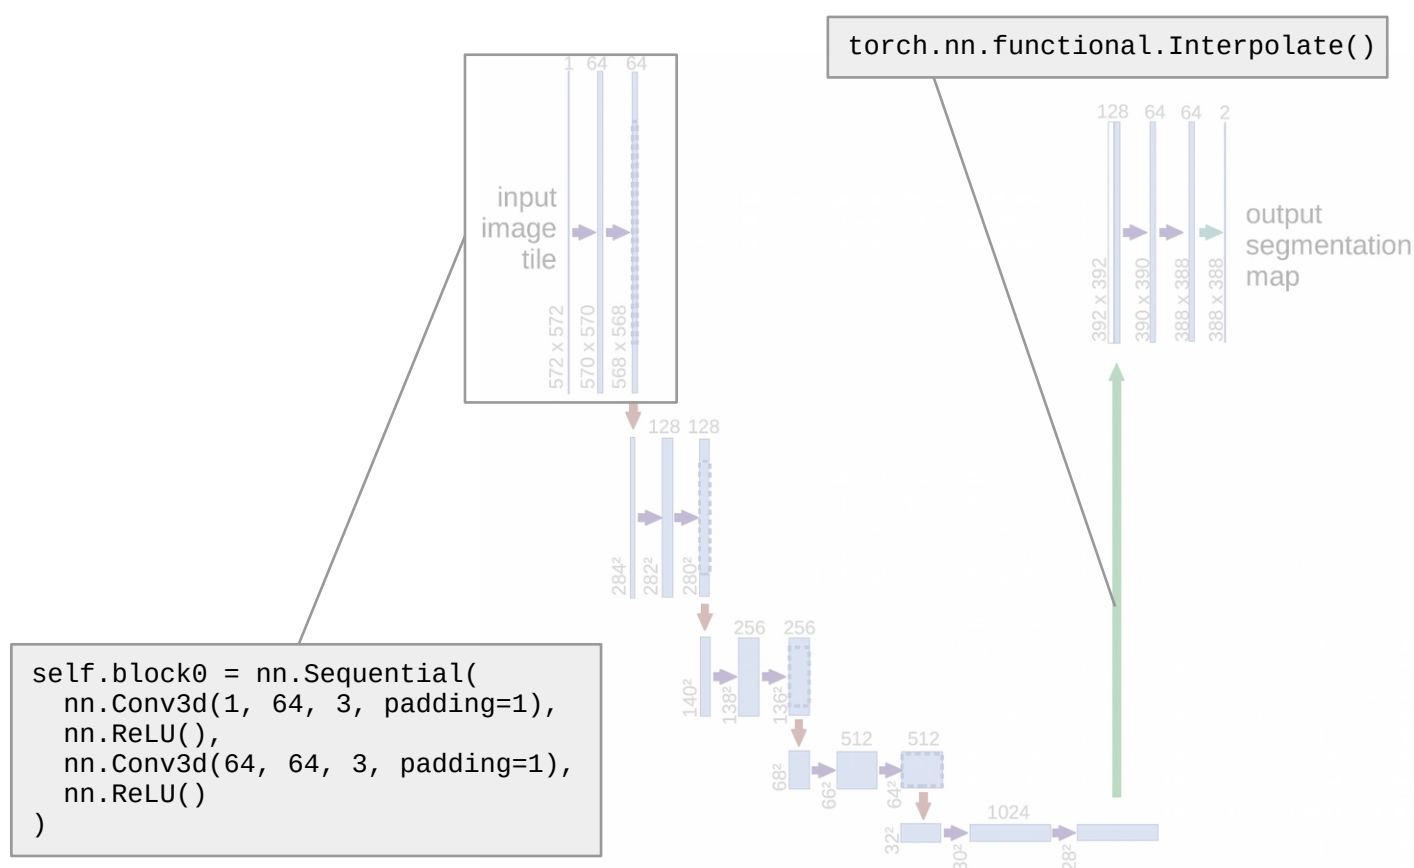 torch.nn.functional.Interpolate()
1 64 64
input
image
tile
572 x 572
570 x 570
568 x 568
128 64 64 2
output
segmentation
map
392 x 392
390 x 390
388 x 388
388 x 388
128 128
284²
282²
280²
256 256
140²
138²
136²
512 512
68²
66²
64²
1024
32²
28²
self.block0 = nn.Sequential(
nn.Conv3d(1, 64, 3, padding=1),
nn.ReLU(),
nn.Conv3d(64, 64, 3, padding=1),
nn.ReLU()
)